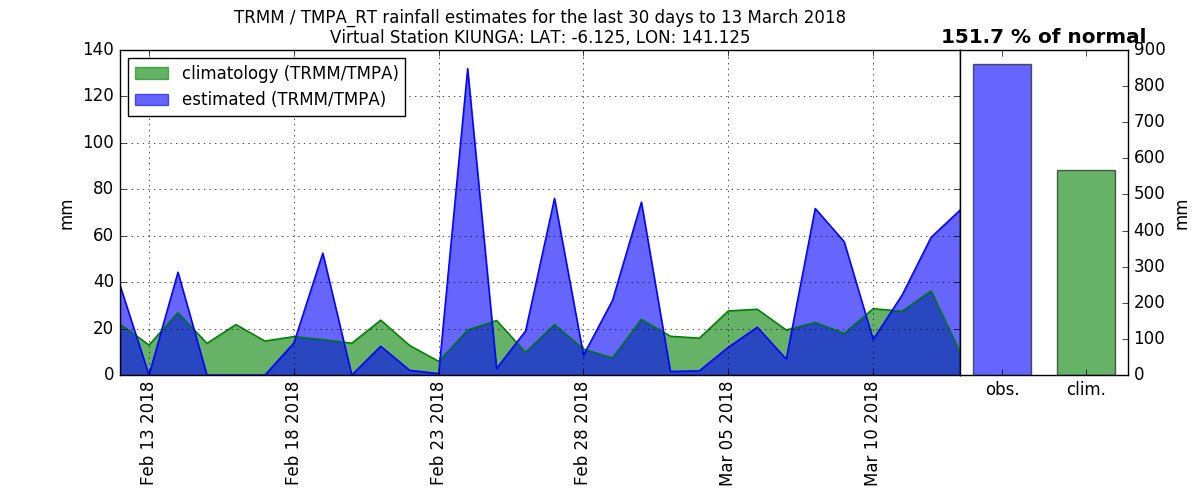 TRMM / TMPA_RT rainfall estimates for the last 30 days to 13 March 2018
Virtual Station KIUNGA: LAT: -6.125, LON: 141.125
151.7 % of normal
climatology (TRMM/TMPA)
estimated (TRMM/TMPA)
mm
140
120
100
80
60
40
20
0
Feb 13 2018
Feb 18 2018
Feb 23 2018
Feb 28 2018
Mar 05 2018
Mar 10 2018
900
800
700
600
500
400
300
200
100
0
mm
obs.
clim.